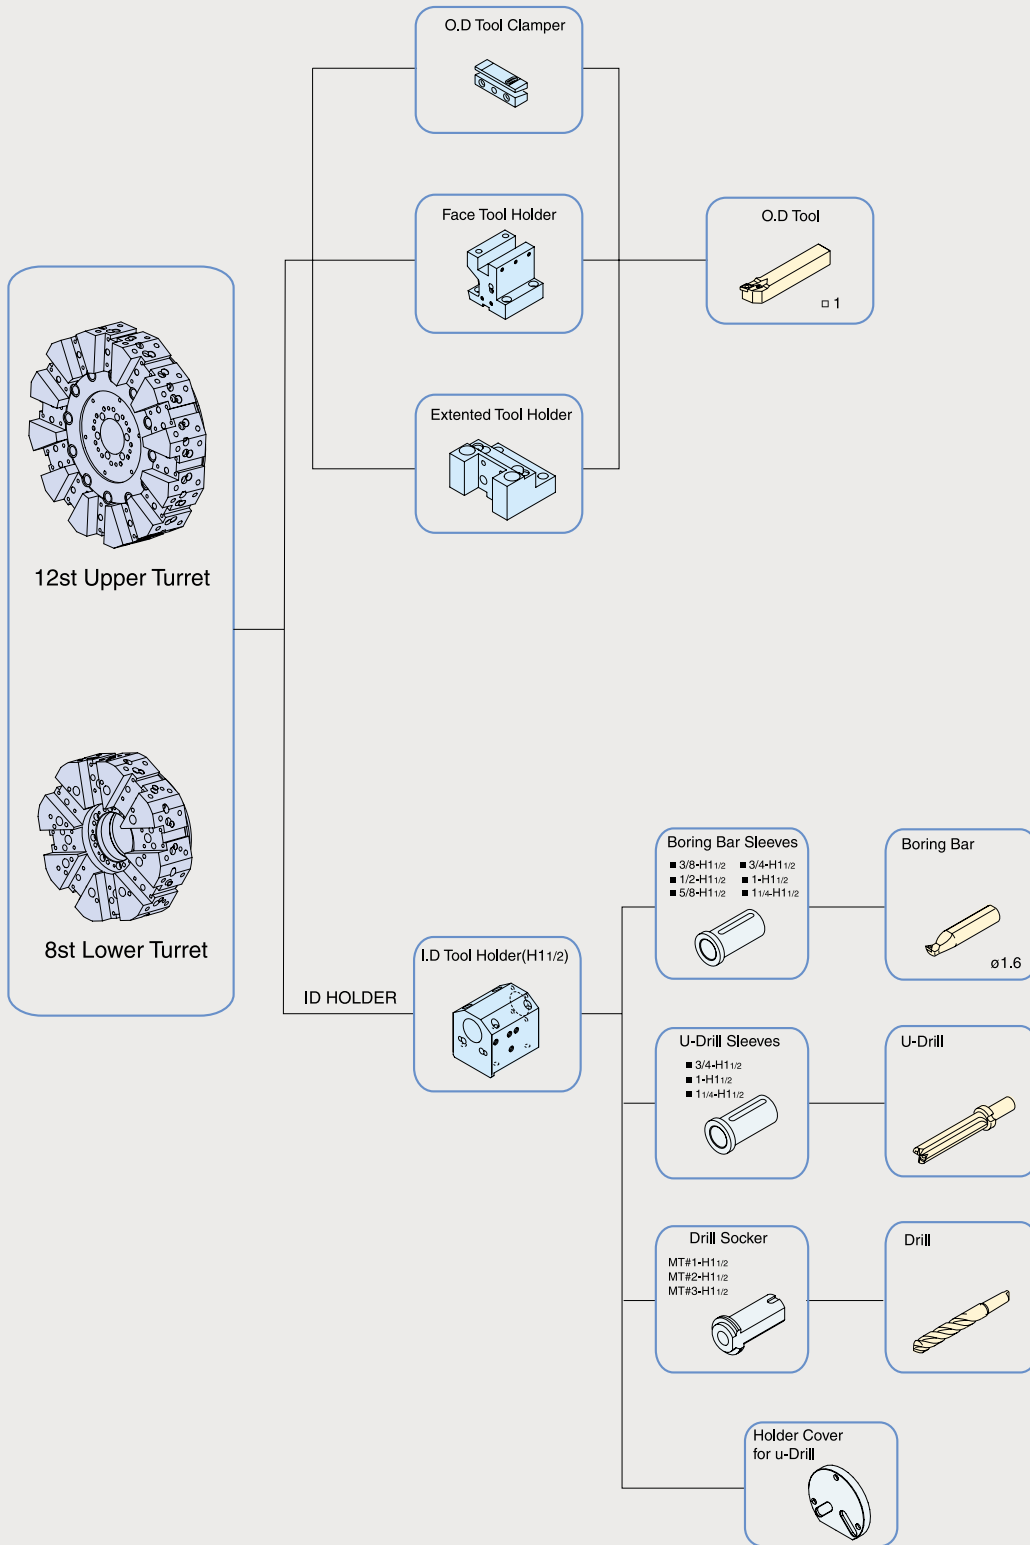 O.D Tool Clamper
Face Tool Holder
O.D Tool
□ 1
Extented Tool Holder
12st Upper Turret
8st Lower Turret
ID HOLDER
I.D Tool Holder(H11/2)
Boring Bar Sleeves
■ 3/8-H11/2 ■ 3/4-H11/2
■ 1/2-H11/2 ■ 1-H11/2
■ 5/8-H11/2 ■ 11/4-H11/2
Boring Bar
ø1.6
U-Drill Sleeves
■ 3/4-H11/2
■ 1-H11/2
■ 11/4-H11/2
U-Drill
Drill Socker
MT#1-H11/2
MT#2-H11/2
MT#3-H11/2
Drill
Holder Cover
for u-Drill